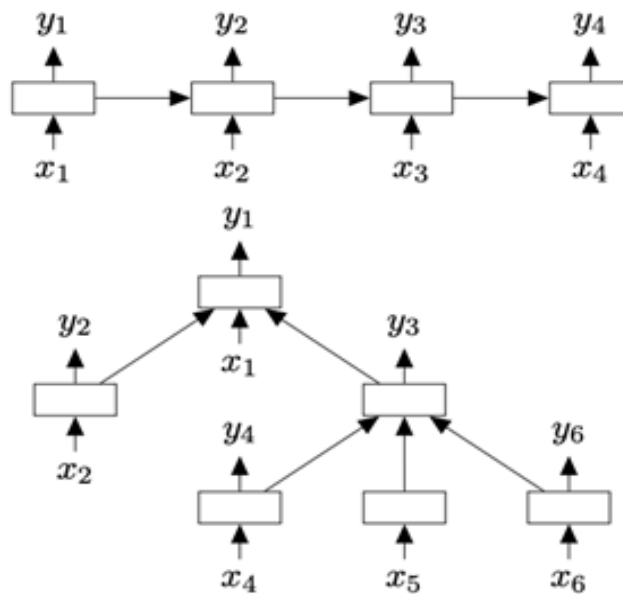 y₁ y₂ y₃ y₄
x₁ x₂ x₃ x₄
y₁
y₂ x₁ y₃
x₂ y₄ y₆
x₄ x₅ x₆